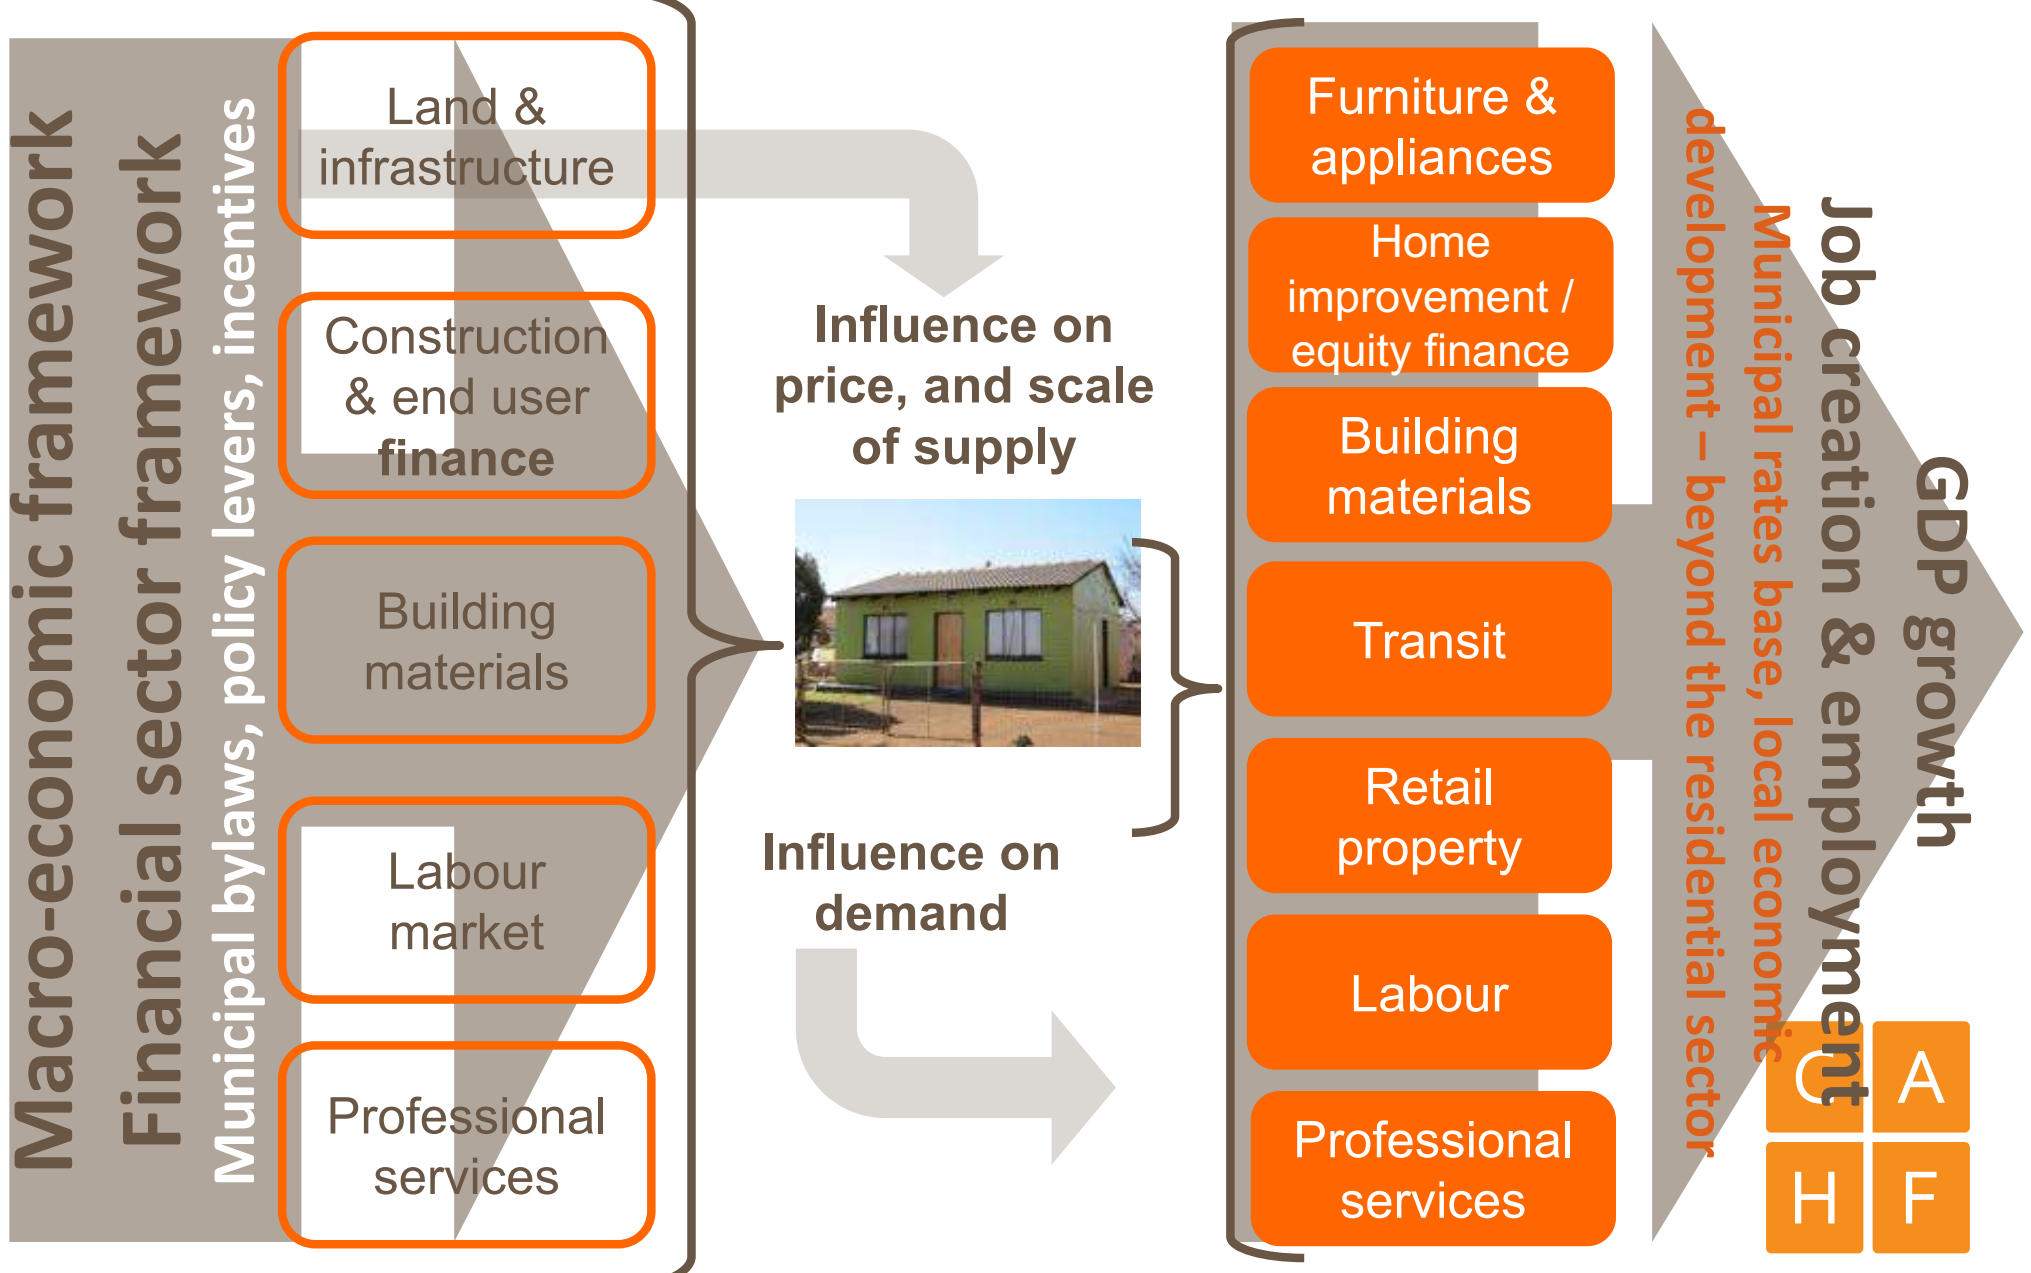 Macro-economic framework
Financial sector framework
Municipal bylaws, policy levers, incentives
Land &
infrastructure
Construction
& end user
finance
Building
materials
Labour
market
Professional
services
Influence on
price, and scale
of supply
Influence on
demand
Furniture &
appliances
Home
improvement /
equity finance
Building
materials
Transit
Retail
property
Labour
Professional
services
Municipal rates base, local economic
development – beyond the residential sector
Job creation & employment
GDP growth
C A
H F